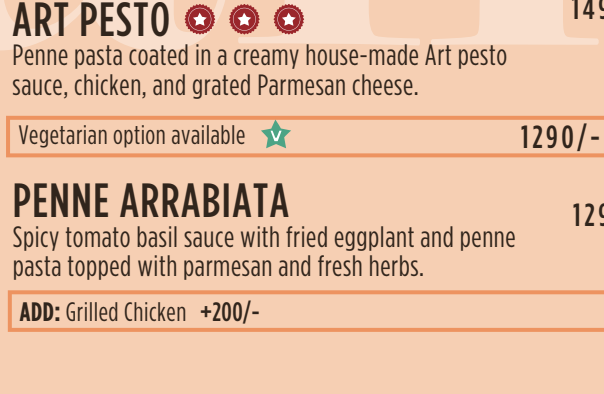 ART PESTO
Penne pasta coated in a creamy house-made Art pesto
sauce, chicken, and grated Parmesan cheese.
Vegetarian option available V 1290/-
PENNE ARRABIATA
Spicy tomato basil sauce with fried eggplant and penne
pasta topped with parmesan and fresh herbs.
ADD: Grilled Chicken +200/-